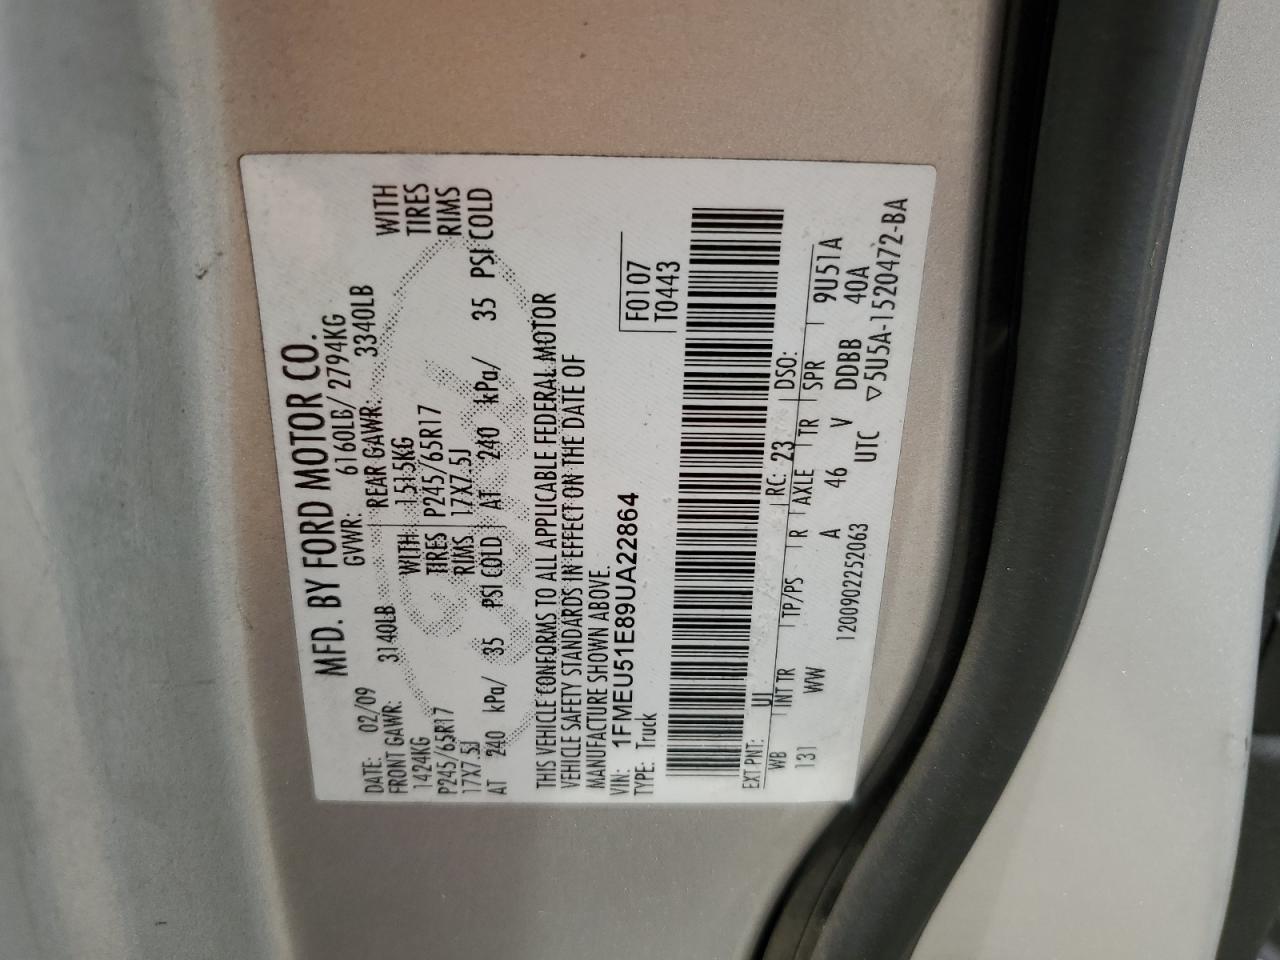 MFD. BY FORD MOTOR CO.
DATE: 02/09 GVWR: 6160LB/ 2794KG
FRONT GAWR: 3140LB REAR GAWR: 3340LB
1424KG WITH 1515KG WITH
P245/65R17 TIRES P245/65R17 TIRES
17X7.5J RIMS 17X7.5J RIMS
AT 240 kPa/ 35 PSI COLD AT 240 kPa/ 35 PSI COLD
THIS VEHICLE CONFORMS TO ALL APPLICABLE FEDERAL MOTOR
VEHICLE SAFETY STANDARDS IN EFFECT ON THE DATE OF
MANUFACTURE SHOWN ABOVE.
VIN: 1FMEU51E89UA22864 F0107
TYPE: Truck T0443
EXT PNT: UJ RC: 23 DSO:
WB INT TR TP/PS R AXLE TR SPR 9U51A
131 WW A 46 V DDBB 40A
1200902252063 UTC ▽5U5A-1520472-BA